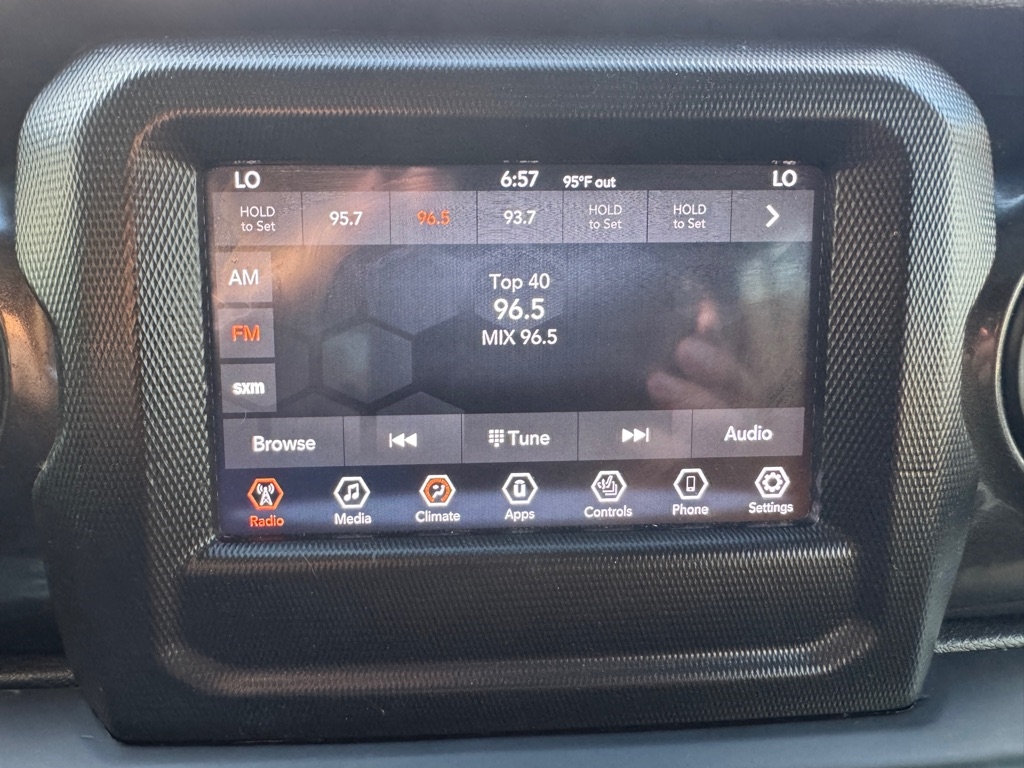 LO 6:57 95°F out LO
HOLD to Set 95.7 96.5 93.7 HOLD to Set HOLD to Set
AM
FM
sxm
Top 40
96.5
MIX 96.5
Browse Tune Audio
Radio Media Climate Apps Controls Phone Settings